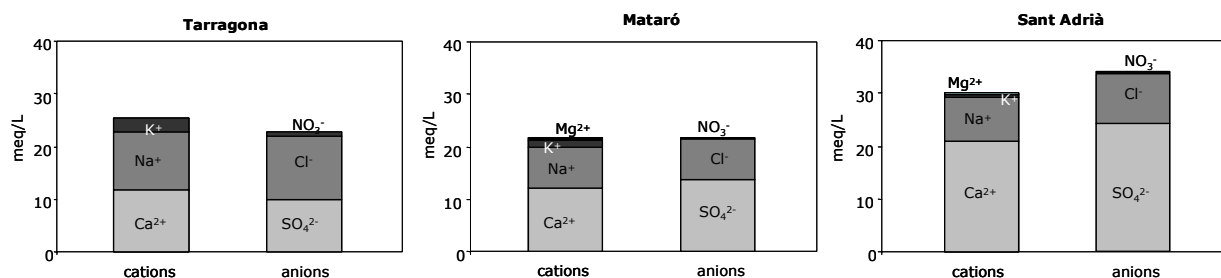 Tarragona
40
30
20
10
0
meq/L
K⁺
Na⁺
Ca²⁺
NO₃⁻
Cl⁻
SO₄²⁻
cations
anions
Mataró
40
30
20
10
0
meq/L
Mg²⁺
K⁺
Na⁺
Ca²⁺
NO₃⁻
Cl⁻
SO₄²⁻
cations
anions
Sant Adrià
40
30
20
10
0
meq/L
Mg²⁺
K⁺
Na⁺
Ca²⁺
NO₃⁻
Cl⁻
SO₄²⁻
cations
anions